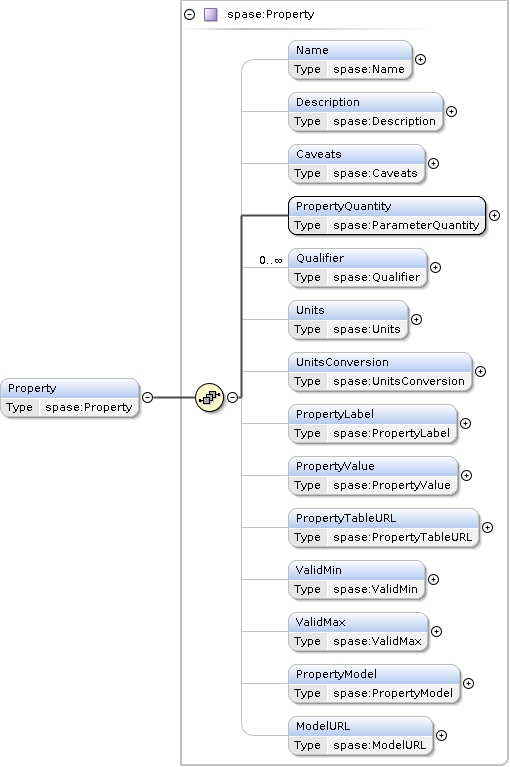 spase:Property
Name
Type spase:Name
Description
Type spase:Description
Caveats
Type spase:Caveats
PropertyQuantity
Type spase:ParameterQuantity
0..∞
Qualifier
Type spase:Qualifier
Units
Type spase:Units
UnitsConversion
Type spase:UnitsConversion
Property
Type spase:Property
PropertyLabel
Type spase:PropertyLabel
PropertyValue
Type spase:PropertyValue
PropertyTableURL
Type spase:PropertyTableURL
ValidMin
Type spase:ValidMin
ValidMax
Type spase:ValidMax
PropertyModel
Type spase:PropertyModel
ModelURL
Type spase:ModelURL